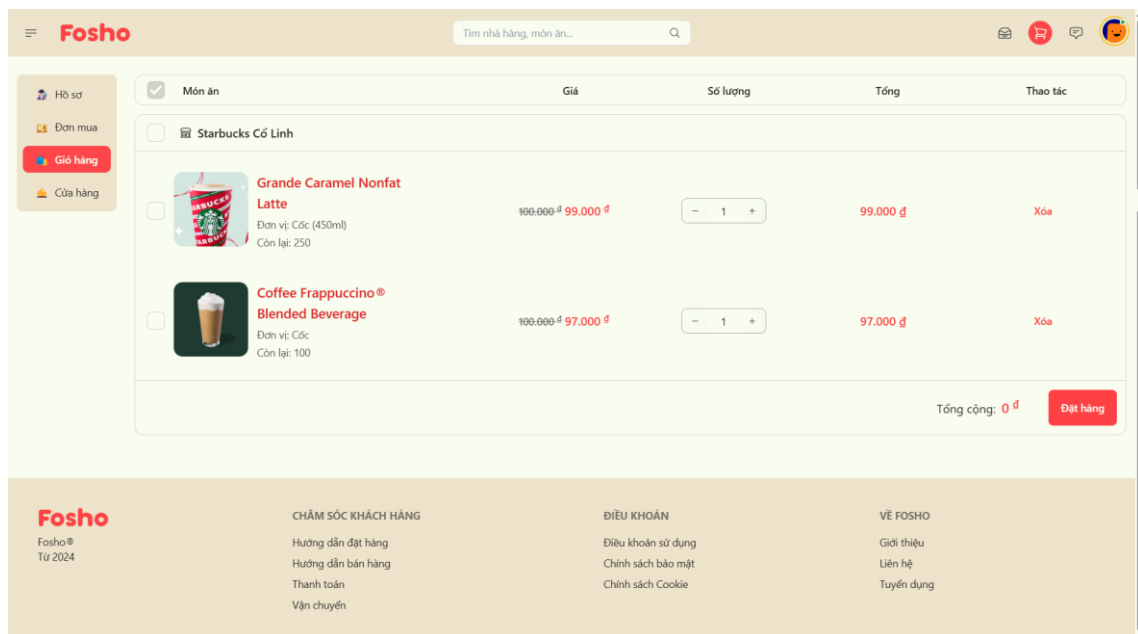 Fosho
Tìm nhà hàng, món ăn...
Hồ sơ
Đơn mua
Giỏ hàng
Cửa hàng
Món ăn Giá Số lượng Tổng Thao tác
Starbucks Cổ Linh
Grande Caramel Nonfat
Latte
Đơn vị: Cốc (450ml)
Còn lại: 250
100.000 đ 99.000 đ
- 1 +
99.000 ₫
Xóa
Coffee Frappuccino®
Blended Beverage
Đơn vị: Cốc
Còn lại: 100
100.000 đ 97.000 đ
- 1 +
97.000 ₫
Xóa
Tổng cộng: 0 đ
Đặt hàng
Fosho
Fosho®
Từ 2024
CHĂM SÓC KHÁCH HÀNG
Hướng dẫn đặt hàng
Hướng dẫn bán hàng
Thanh toán
Vận chuyển
ĐIỀU KHOẢN
Điều khoản sử dụng
Chính sách bảo mật
Chính sách Cookie
VỀ FOSHO
Giới thiệu
Liên hệ
Tuyển dụng